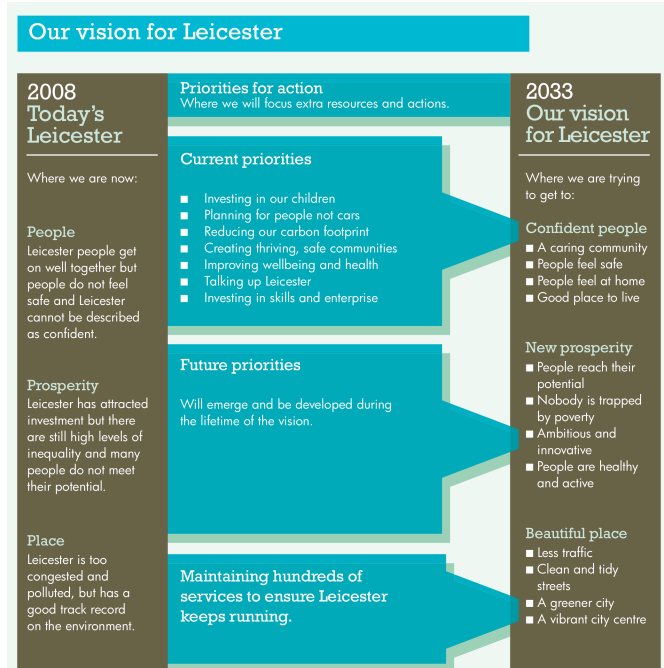 Our vision for Leicester
2008
Today's
Leicester
Where we are now:
People
Leicester people get
on well together but
people do not feel
safe and Leicester
cannot be described
as confident.
Prosperity
Leicester has attracted
investment but there
are still high levels of
inequality and many
people do not meet
their potential.
Place
Leicester is too
congested and
polluted, but has a
good track record
on the environment.
Priorities for action
Where we will focus extra resources and actions.
Current priorities
■ Investing in our children
■ Planning for people not cars
■ Reducing our carbon footprint
■ Creating thriving, safe communities
■ Improving wellbeing and health
■ Talking up Leicester
■ Investing in skills and enterprise
Future priorities
Will emerge and be developed during
the lifetime of the vision.
Maintaining hundreds of
services to ensure Leicester
keeps running.
2033
Our vision
for Leicester
Where we are trying
to get to:
Confident people
■ A caring community
■ People feel safe
■ People feel at home
■ Good place to live
New prosperity
■ People reach their
potential
■ Nobody is trapped
by poverty
■ Ambitious and
innovative
■ People are healthy
and active
Beautiful place
■ Less traffic
■ Clean and tidy
streets
■ A greener city
■ A vibrant city centre